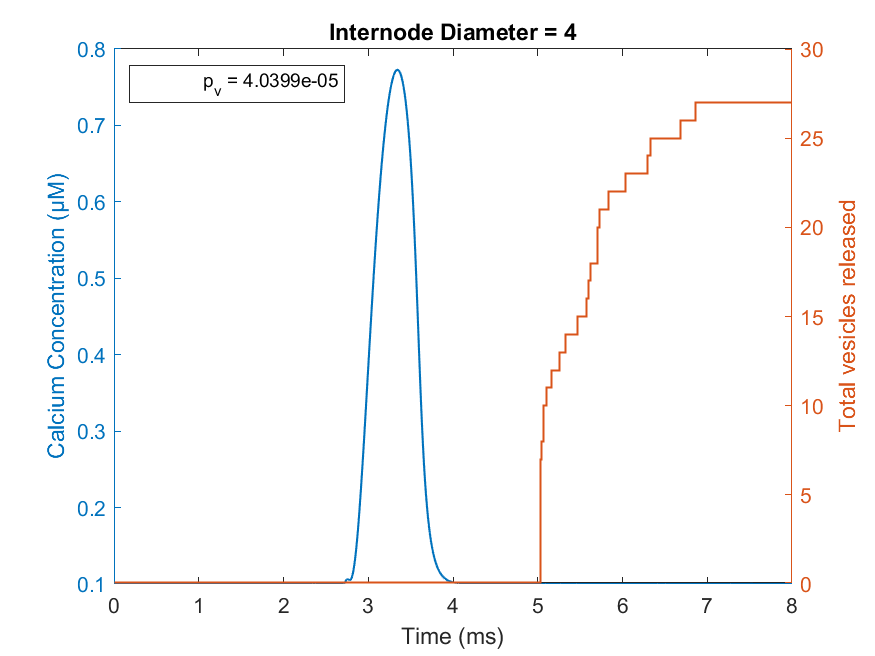 Internode Diameter = 4
p_v = 4.0399e-05
Calcium Concentration (μM)
0.8
0.7
0.6
0.5
0.4
0.3
0.2
0.1
Total vesicles released
30
25
20
15
10
5
0
0 1 2 3 4 5 6 7 8
Time (ms)